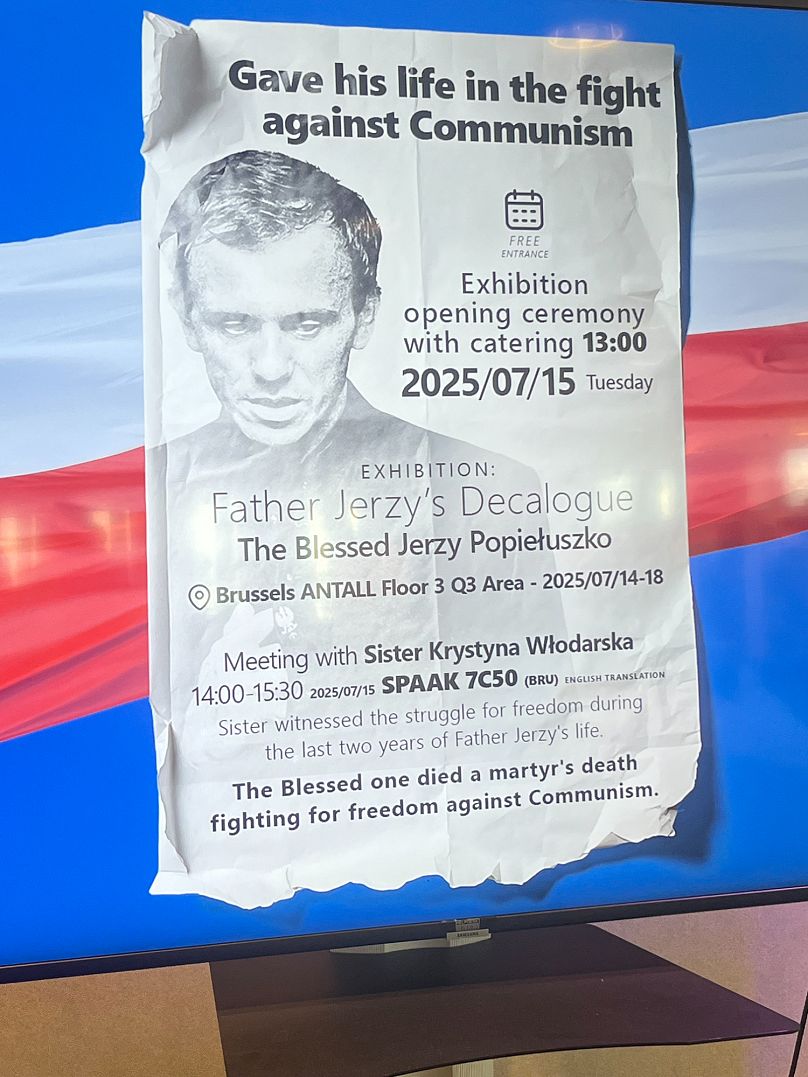 Gave his life in the fight
against Communism
FREE
ENTRANCE
Exhibition
opening ceremony
with catering 13:00
2025/07/15 Tuesday
EXHIBITION:
Father Jerzy's Decalogue
The Blessed Jerzy Popiełuszko
Brussels ANTALL Floor 3 Q3 Area - 2025/07/14-18
Meeting with Sister Krystyna Włodarska
14:00-15:30 2025/07/15 SPAAK 7C50 (BRU) ENGLISH TRANSLATION
Sister witnessed the struggle for freedom during
the last two years of Father Jerzy's life.
The Blessed one died a martyr's death
fighting for freedom against Communism.
SAMSUNG